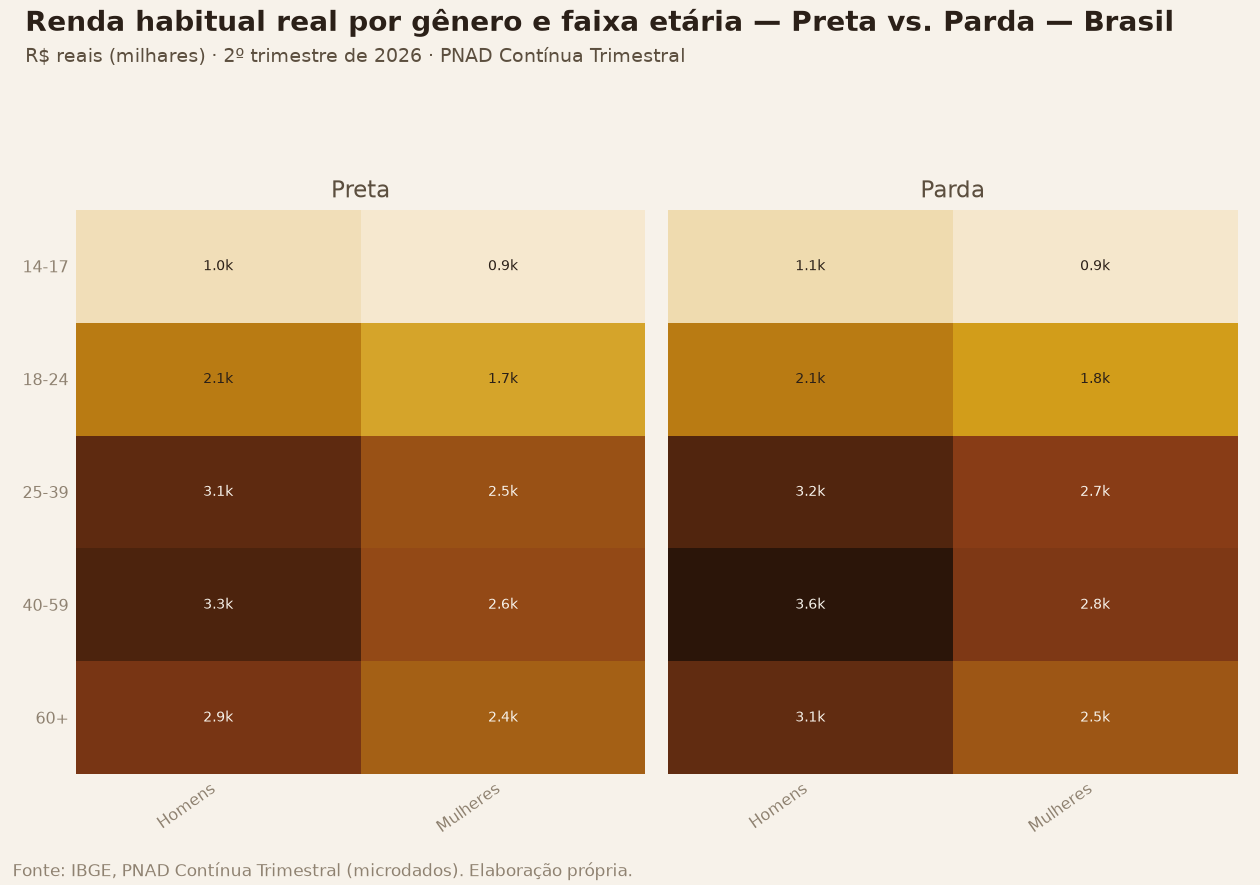 Renda habitual real por gênero e faixa etária — Preta vs. Parda — Brasil
R$ reais (milhares) · 2º trimestre de 2026 · PNAD Contínua Trimestral
Preta Parda
14-17 1.0k 0.9k 1.1k 0.9k
18-24 2.1k 1.7k 2.1k 1.8k
25-39 3.1k 2.5k 3.2k 2.7k
40-59 3.3k 2.6k 3.6k 2.8k
60+ 2.9k 2.4k 3.1k 2.5k
Homens Mulheres Homens Mulheres
Fonte: IBGE, PNAD Contínua Trimestral (microdados). Elaboração própria.